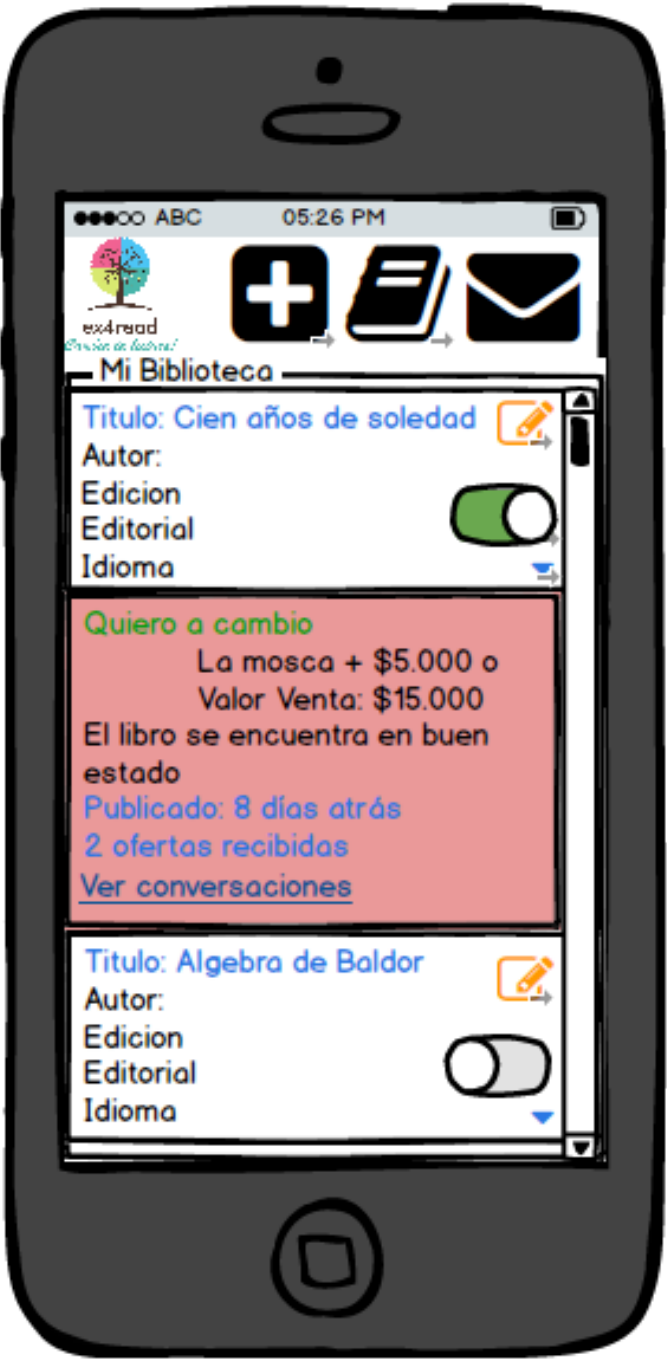 ABC 05:26 PM
ex4read
Mi Biblioteca
Titulo: Cien años de soledad
Autor:
Edicion
Editorial
Idioma
Quiero a cambio
La mosca + $5.000 o
Valor Venta: $15.000
El libro se encuentra en buen
estado
Publicado: 8 días atrás
2 ofertas recibidas
Ver conversaciones
Titulo: Algebra de Baldor
Autor:
Edicion
Editorial
Idioma